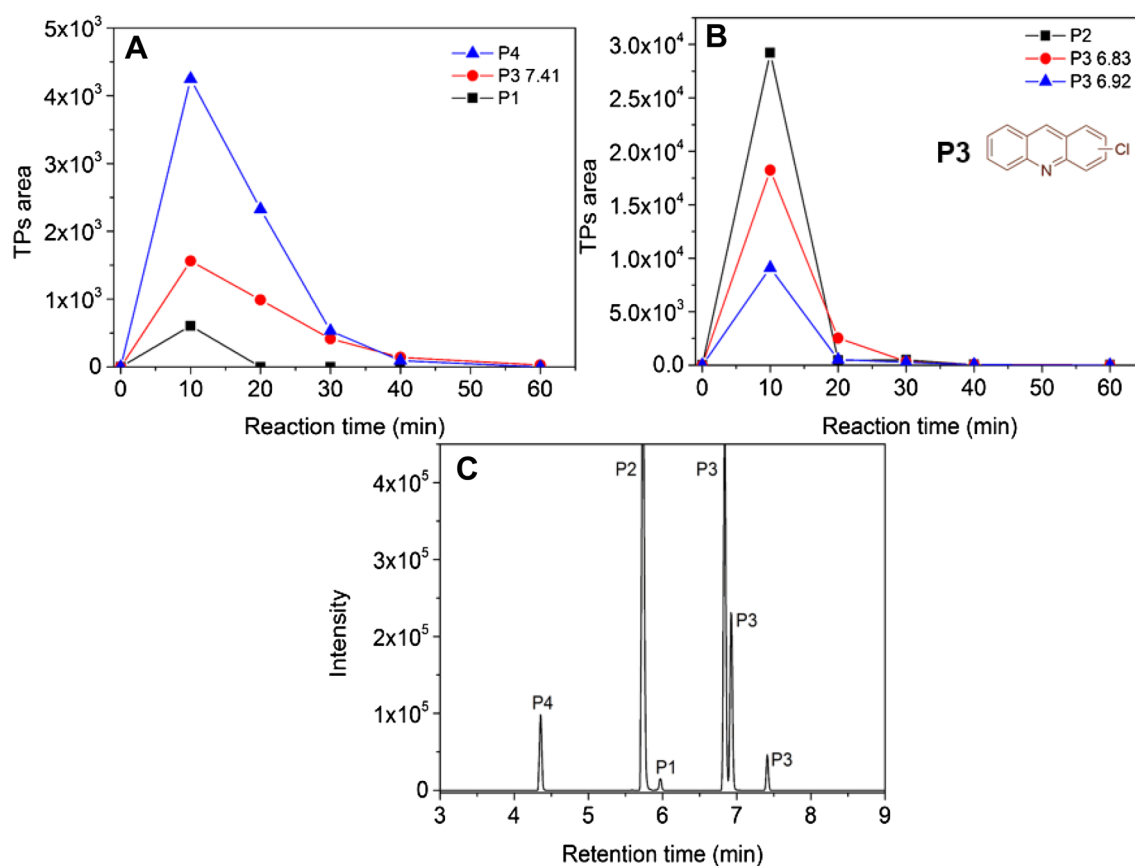 A
P4
P3 7.41
P1
5x10³
4x10³
3x10³
2x10³
1x10³
0
TPs area
0 10 20 30 40 50 60
Reaction time (min)
B
P2
P3 6.83
P3 6.92
P3
Cl
N
3.0x10⁴
2.5x10⁴
2.0x10⁴
1.5x10⁴
1.0x10⁴
5.0x10³
0.0
TPs area
0 10 20 30 40 50 60
Reaction time (min)
C
P2
P3
P3
P4
P1
P3
4x10⁵
3x10⁵
2x10⁵
1x10⁵
0
Intensity
3 4 5 6 7 8 9
Retention time (min)